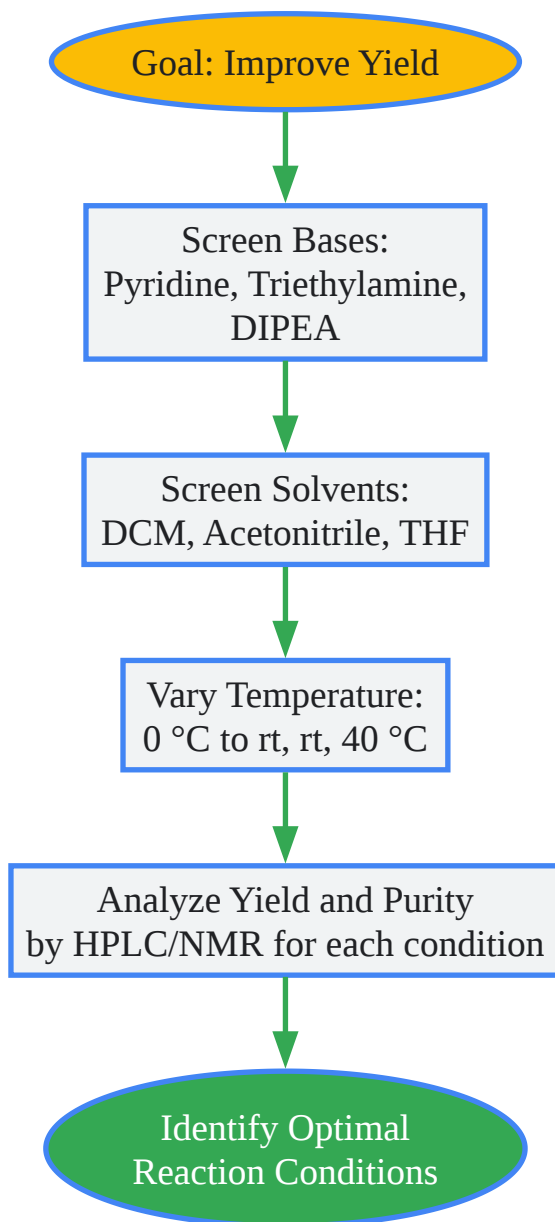 Goal: Improve Yield
Screen Bases:
Pyridine, Triethylamine,
DIPEA
Screen Solvents:
DCM, Acetonitrile, THF
Vary Temperature:
0 °C to rt, rt, 40 °C
Analyze Yield and Purity
by HPLC/NMR for each condition
Identify Optimal
Reaction Conditions